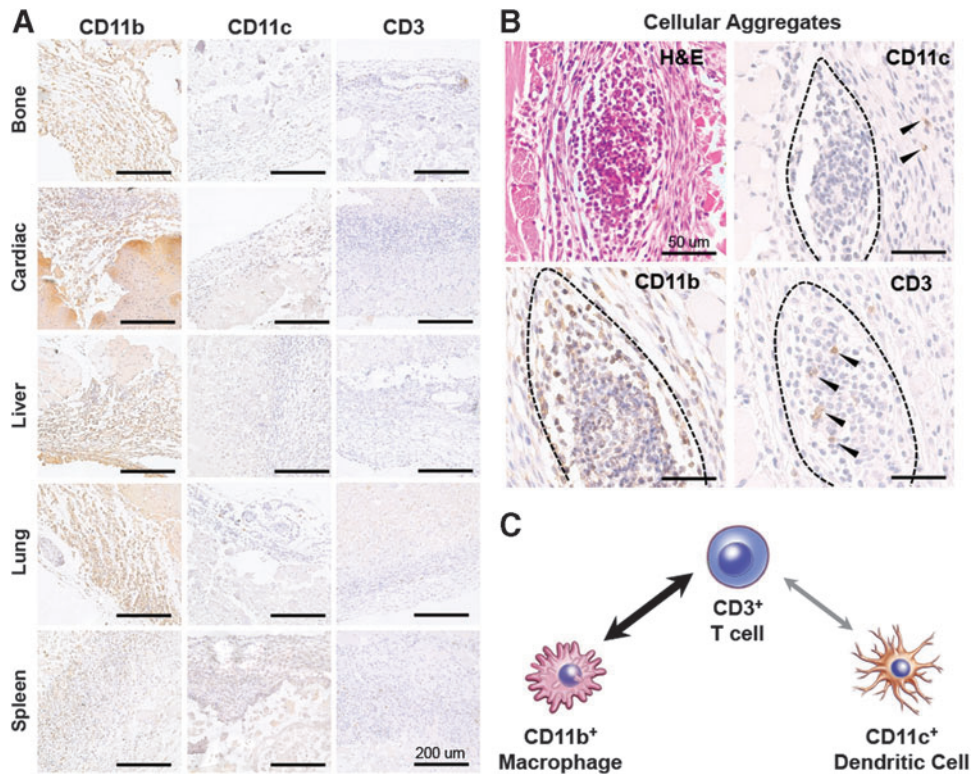 A
CD11b
CD11c
CD3
Bone
Cardiac
Liver
Lung
Spleen
200 um
B
Cellular Aggregates
H&E
50 um
CD11c
CD11b
CD3
C
CD3+
T cell
CD11b+
Macrophage
CD11c+
Dendritic Cell